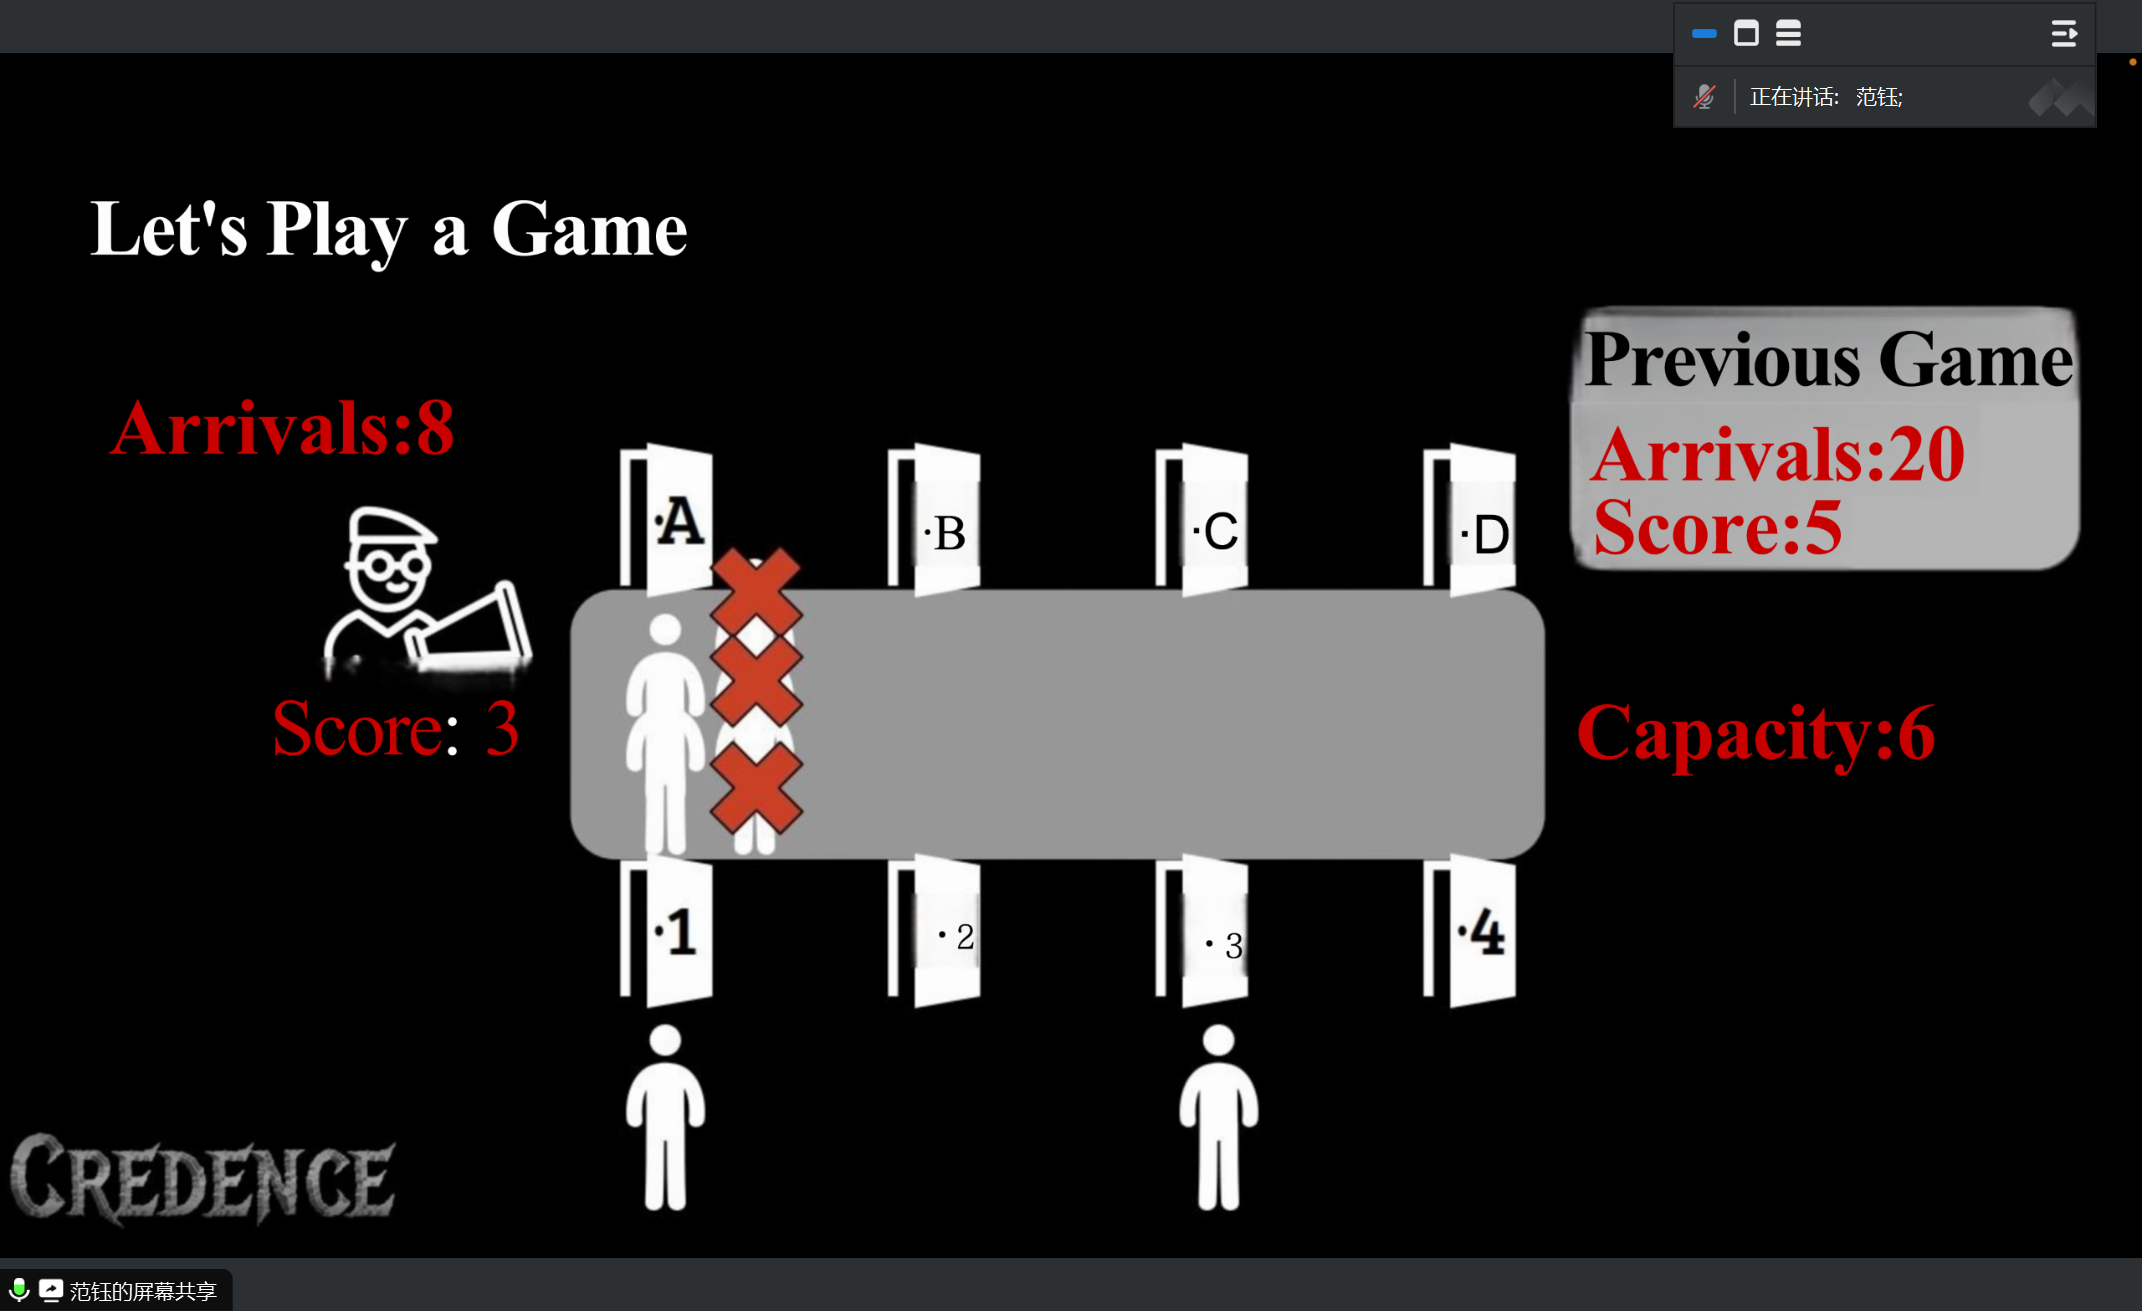 正在讲话: 范钰;
Let's Play a Game
Previous Game
Arrivals:20
Score:5
Arrivals:8
·A
·B
·C
·D
Score: 3
Capacity:6
·1
· 2
· 3
·4
CREDENCE
范钰的屏幕共享